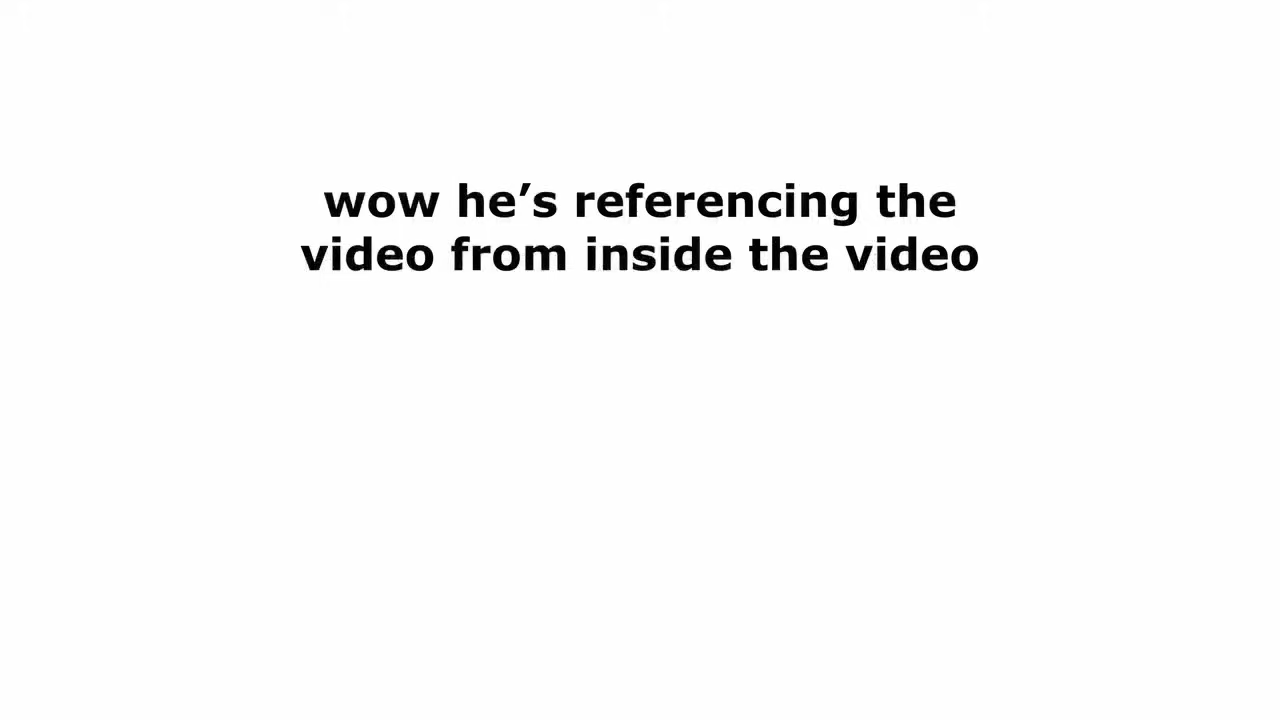 wow he’s referencing the
video from inside the video